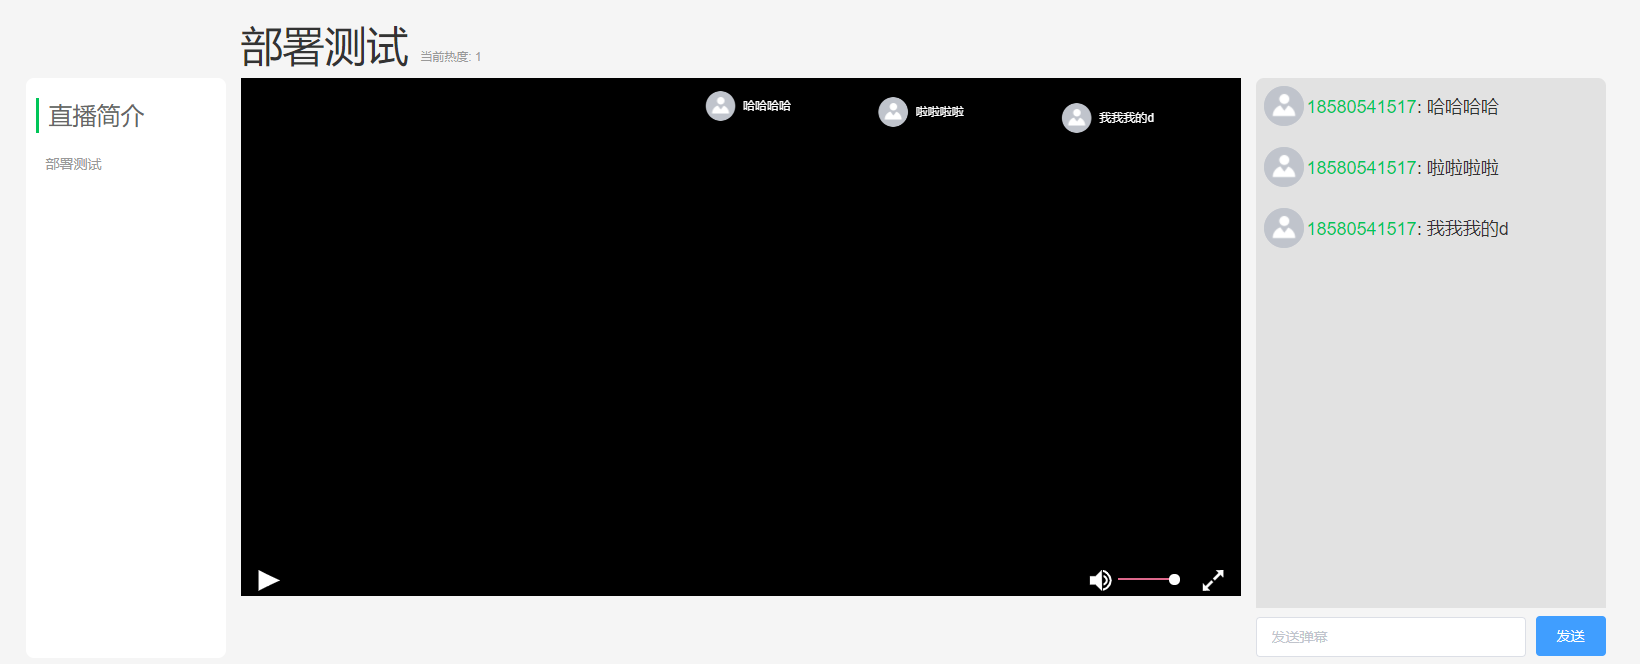 部署测试 当前热度: 1
直播简介
部署测试
哈哈哈哈
啦啦啦啦
我我我的d
18580541517: 哈哈哈哈
18580541517: 啦啦啦啦
18580541517: 我我我的d
发送弹幕
发送